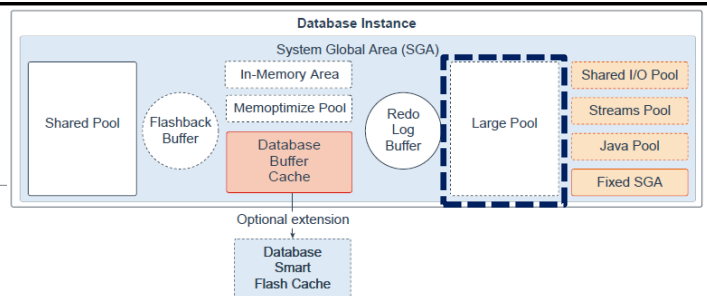 Database Instance
System Global Area (SGA)
Shared Pool
Flashback
Buffer
In-Memory Area
Memoptimize Pool
Database
Buffer
Cache
Redo
Log
Buffer
Large Pool
Shared I/O Pool
Streams Pool
Java Pool
Fixed SGA
Optional extension
Database
Smart
Flash Cache